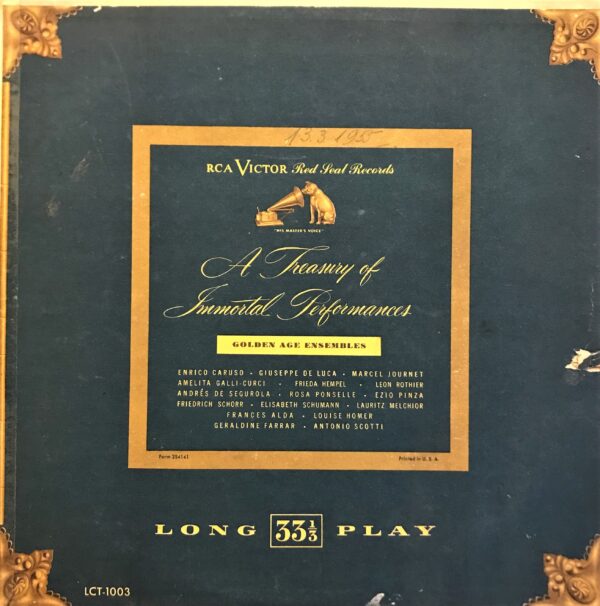 13.3.1955
RCA VICTOR Red Seal Records
"HIS MASTER'S VOICE"
A Treasury of
Immortal Performances
GOLDEN AGE ENSEMBLES
ENRICO CARUSO • GIUSEPPE DE LUCA • MARCEL JOURNET
AMELITA GALLI-CURCI • FRIEDA HEMPEL • LEON ROTHIER
ANDRÉS DE SEGUROLA • ROSA PONSELLE • EZIO PINZA
FRIEDRICH SCHORR • ELISABETH SCHUMANN • LAURITZ MELCHIOR
FRANCES ALDA • LOUISE HOMER
GERALDINE FARRAR • ANTONIO SCOTTI
Printed in U. S. A.
LONG 33⅓ PLAY
LCT-1003